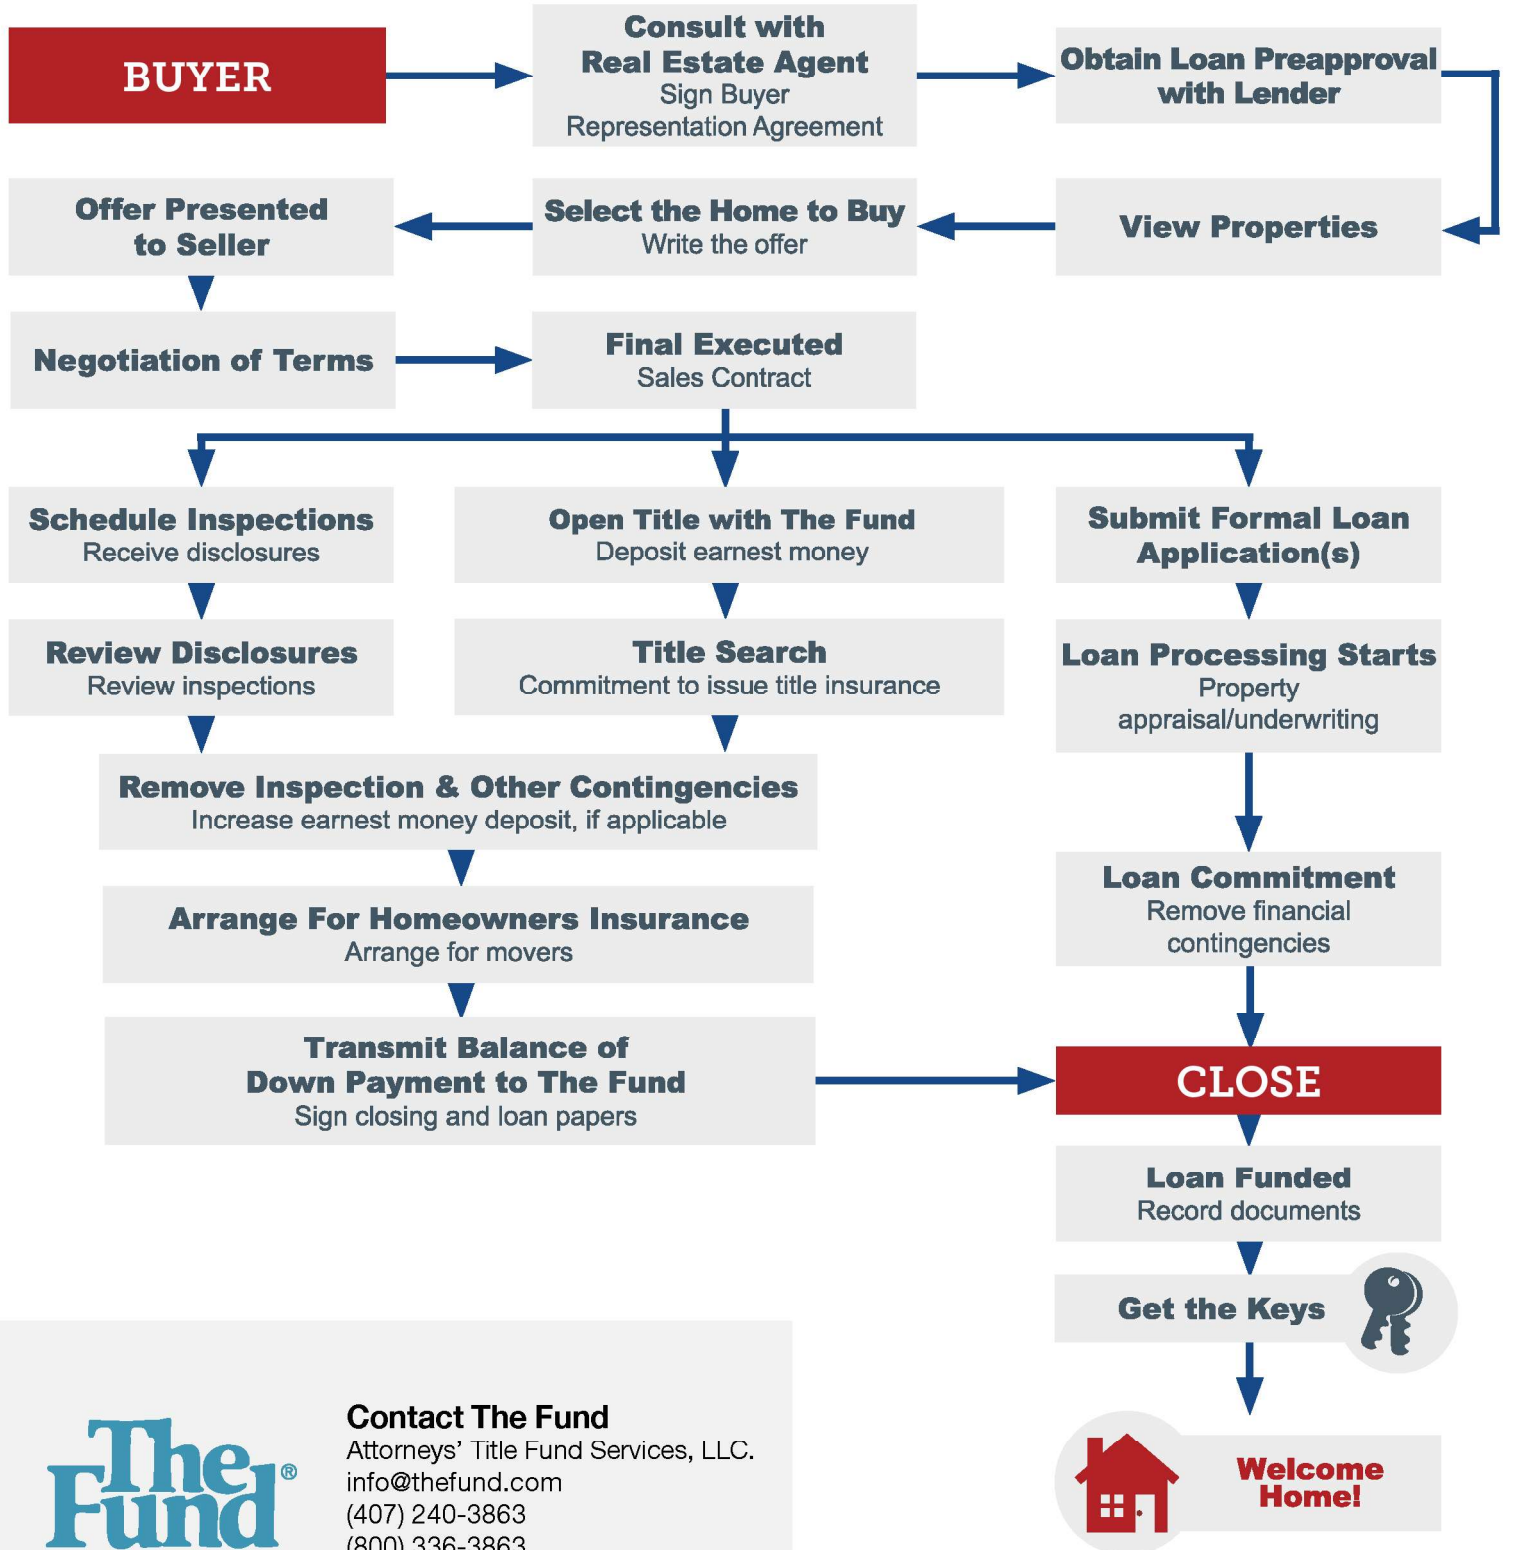 BUYER
Consult with
Real Estate Agent
Sign Buyer
Representation Agreement
Obtain Loan Preapproval
with Lender
View Properties
Select the Home to Buy
Write the offer
Offer Presented
to Seller
Negotiation of Terms
Final Executed
Sales Contract
Schedule Inspections
Receive disclosures
Open Title with The Fund
Deposit earnest money
Submit Formal Loan
Application(s)
Review Disclosures
Review inspections
Title Search
Commitment to issue title insurance
Loan Processing Starts
Property
appraisal/underwriting
Remove Inspection & Other Contingencies
Increase earnest money deposit, if applicable
Arrange For Homeowners Insurance
Arrange for movers
Loan Commitment
Remove financial
contingencies
Transmit Balance of
Down Payment to The Fund
Sign closing and loan papers
CLOSE
Loan Funded
Record documents
Get the Keys
Welcome
Home!
The
Fund®
Contact The Fund
Attorneys’ Title Fund Services, LLC.
info@thefund.com
(407) 240-3863
(800) 336-3863